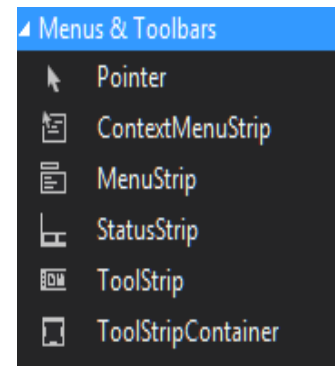 Menus & Toolbars
Pointer
ContextMenuStrip
MenuStrip
StatusStrip
ToolStrip
ToolStripContainer